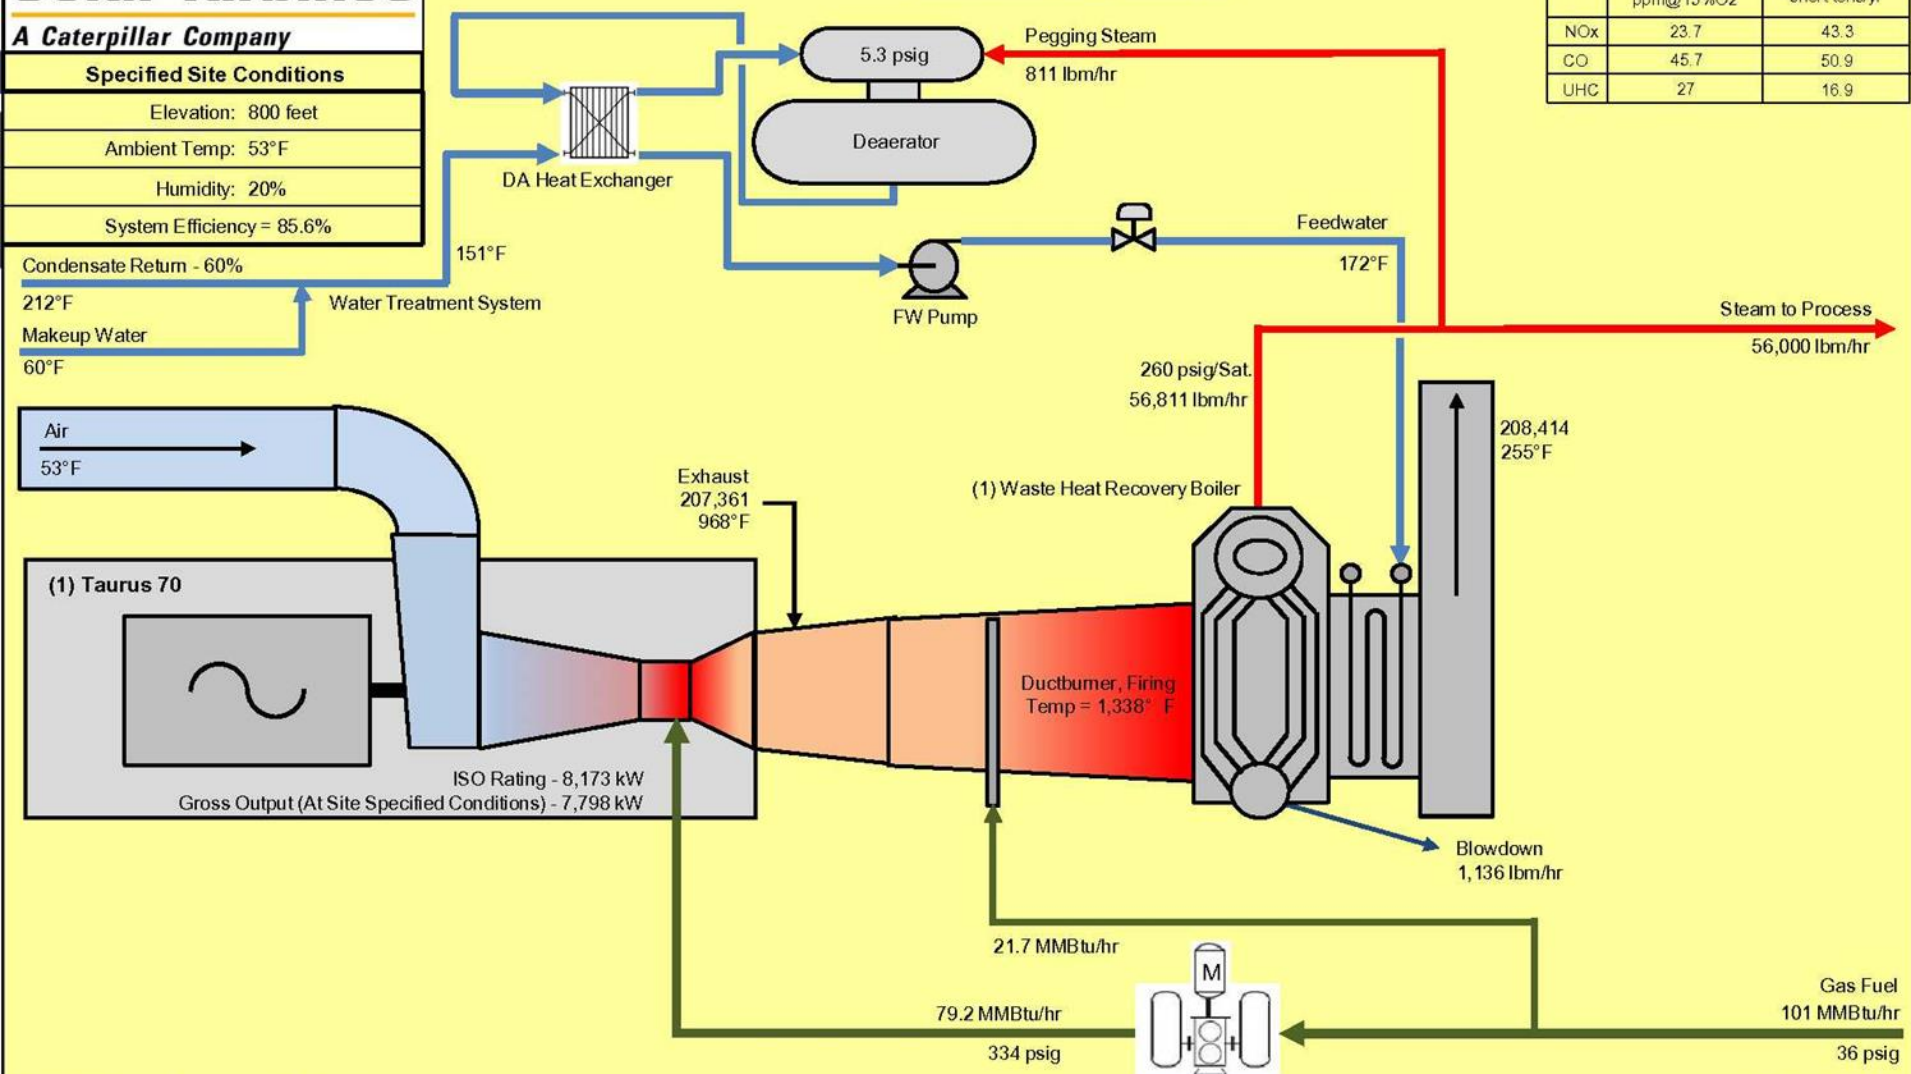 A Caterpillar Company
Specified Site Conditions
Elevation: 800 feet
Ambient Temp: 53°F
Humidity: 20%
System Efficiency = 85.6%
5.3 psig
Deaerator
DA Heat Exchanger
Pegging Steam
811 lbm/hr
ppm@15%O2
NOx 23.7 43.3
CO 45.7 50.9
UHC 27 16.9
Condensate Return - 60%
212°F
151°F
Water Treatment System
Makeup Water
60°F
FW Pump
Feedwater
172°F
Steam to Process
56,000 lbm/hr
260 psig/Sat.
56,811 lbm/hr
Air
53°F
Exhaust
207,361
968°F
(1) Waste Heat Recovery Boiler
208,414
255°F
(1) Taurus 70
Ductburner, Firing
Temp = 1,338° F
ISO Rating - 8,173 kW
Gross Output (At Site Specified Conditions) - 7,798 kW
Blowdown
1,136 lbm/hr
21.7 MMBtu/hr
M
79.2 MMBtu/hr
334 psig
Gas Fuel
101 MMBtu/hr
36 psig